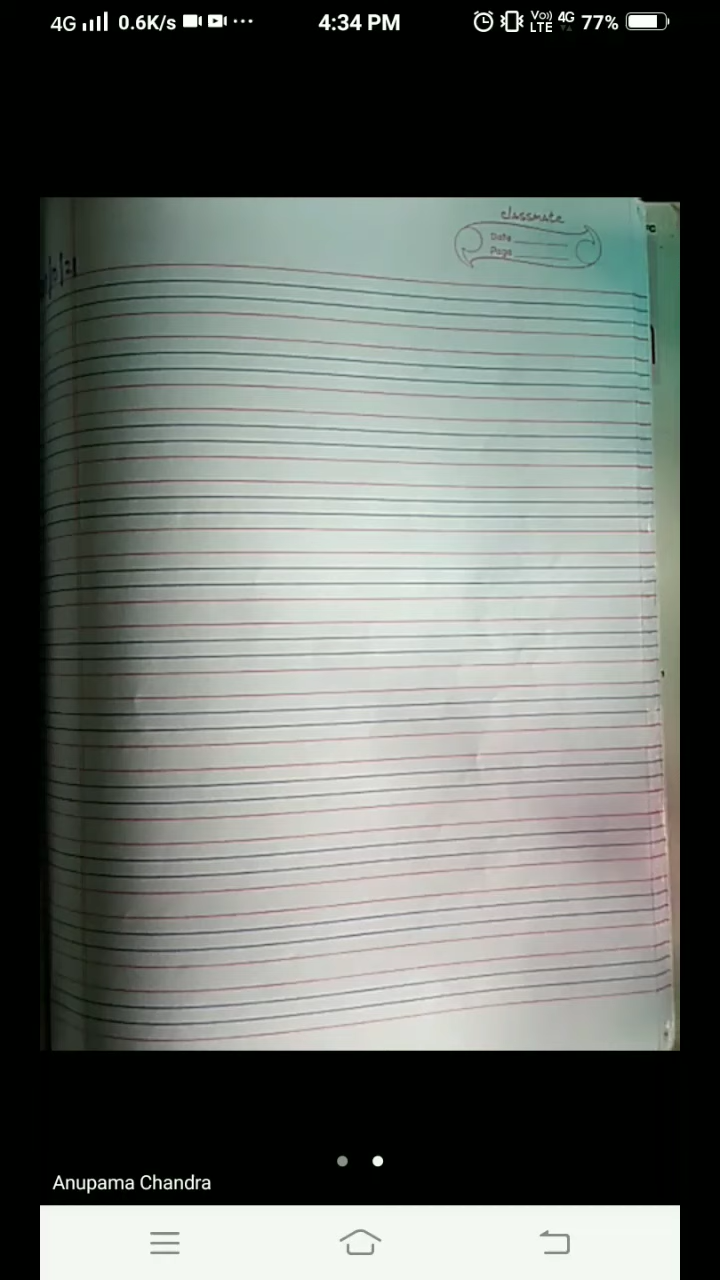 4G 0.6K/s ... 4:34 PM Vo) LTE 4G 77%
classmate
Date
Page
Anupama Chandra